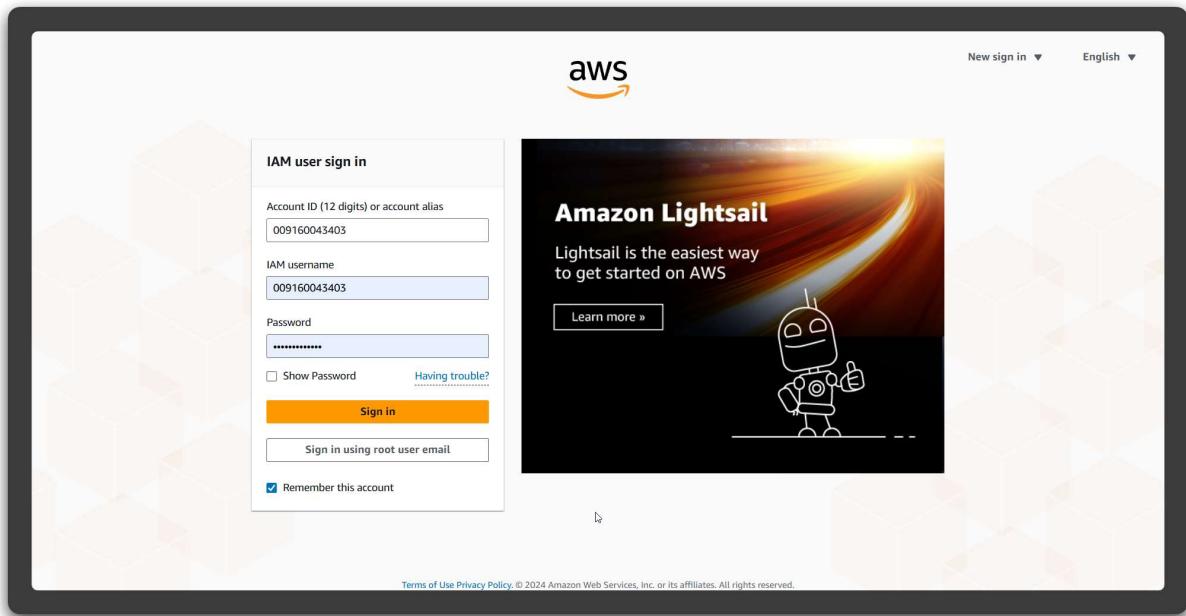 aws
New sign in ▼
English ▼
IAM user sign in
Account ID (12 digits) or account alias
009160043403
IAM username
009160043403
Password
•••••••••••••
Show Password
Having trouble?
Sign in
Sign in using root user email
Remember this account
Amazon Lightsail
Lightsail is the easiest way
to get started on AWS
Learn more »
Terms of Use Privacy Policy. © 2024 Amazon Web Services, Inc. or its affiliates. All rights reserved.